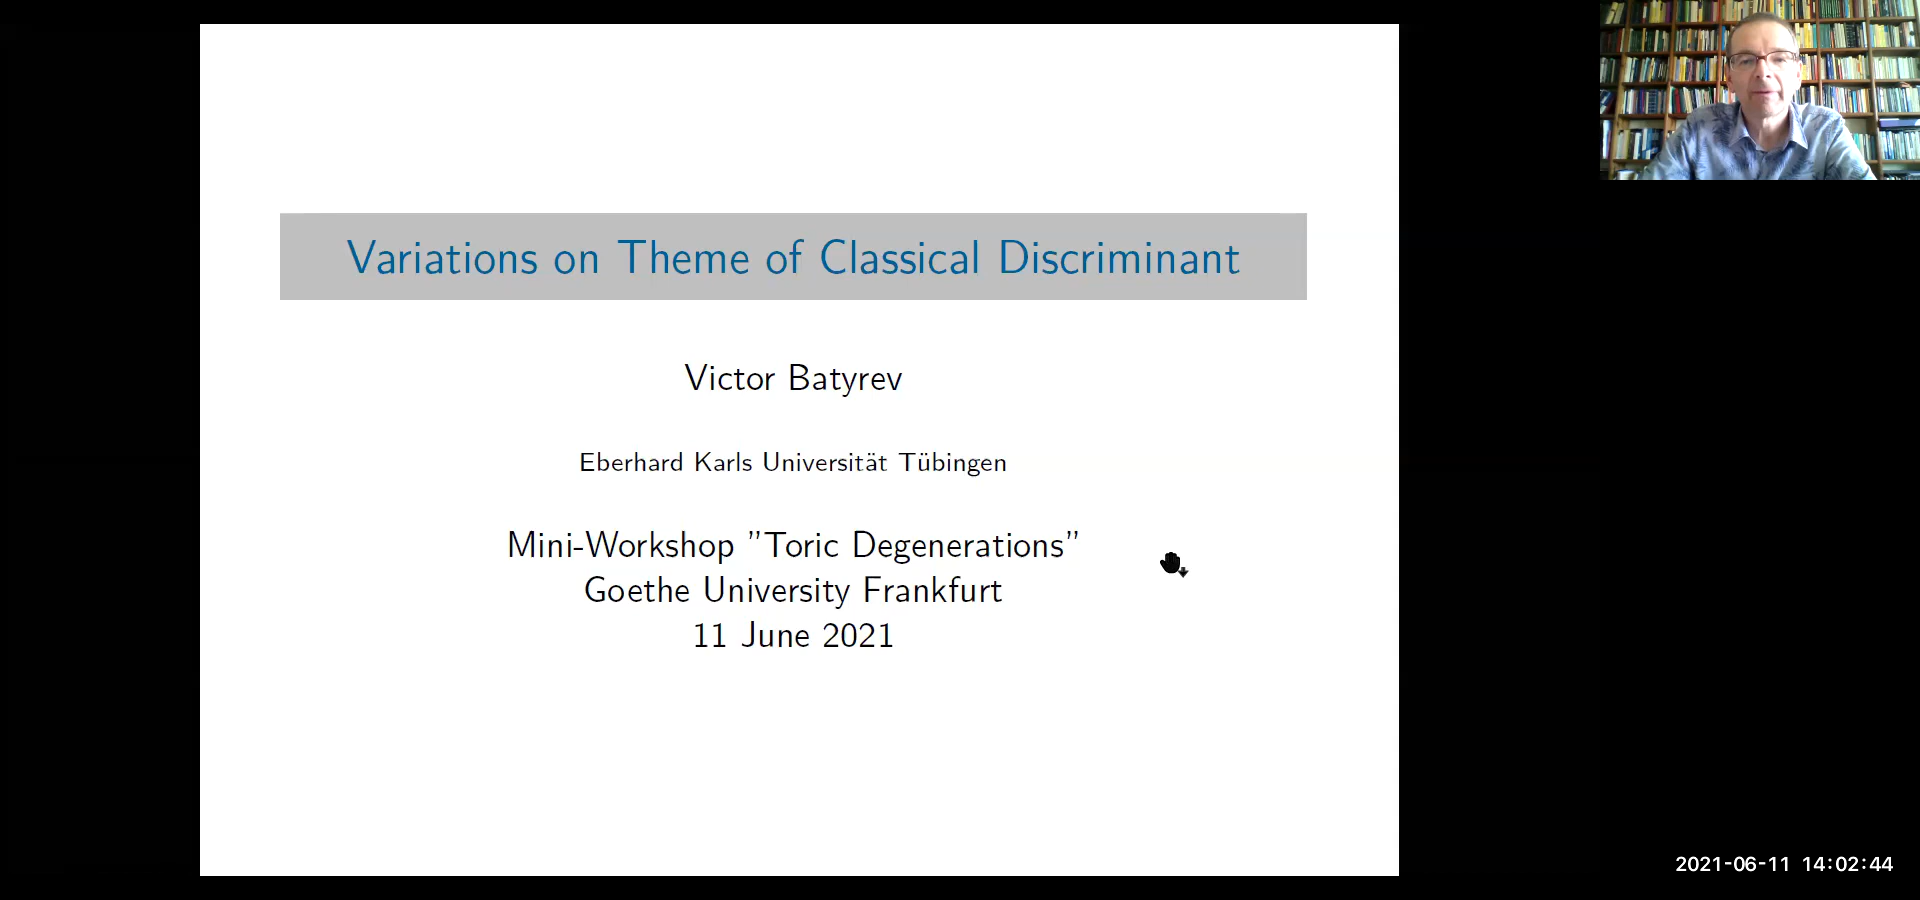 Variations on Theme of Classical Discriminant
Victor Batyrev
Eberhard Karls Universität Tübingen
Mini-Workshop ”Toric Degenerations”
Goethe University Frankfurt
11 June 2021
2021-06-11 14:02:44